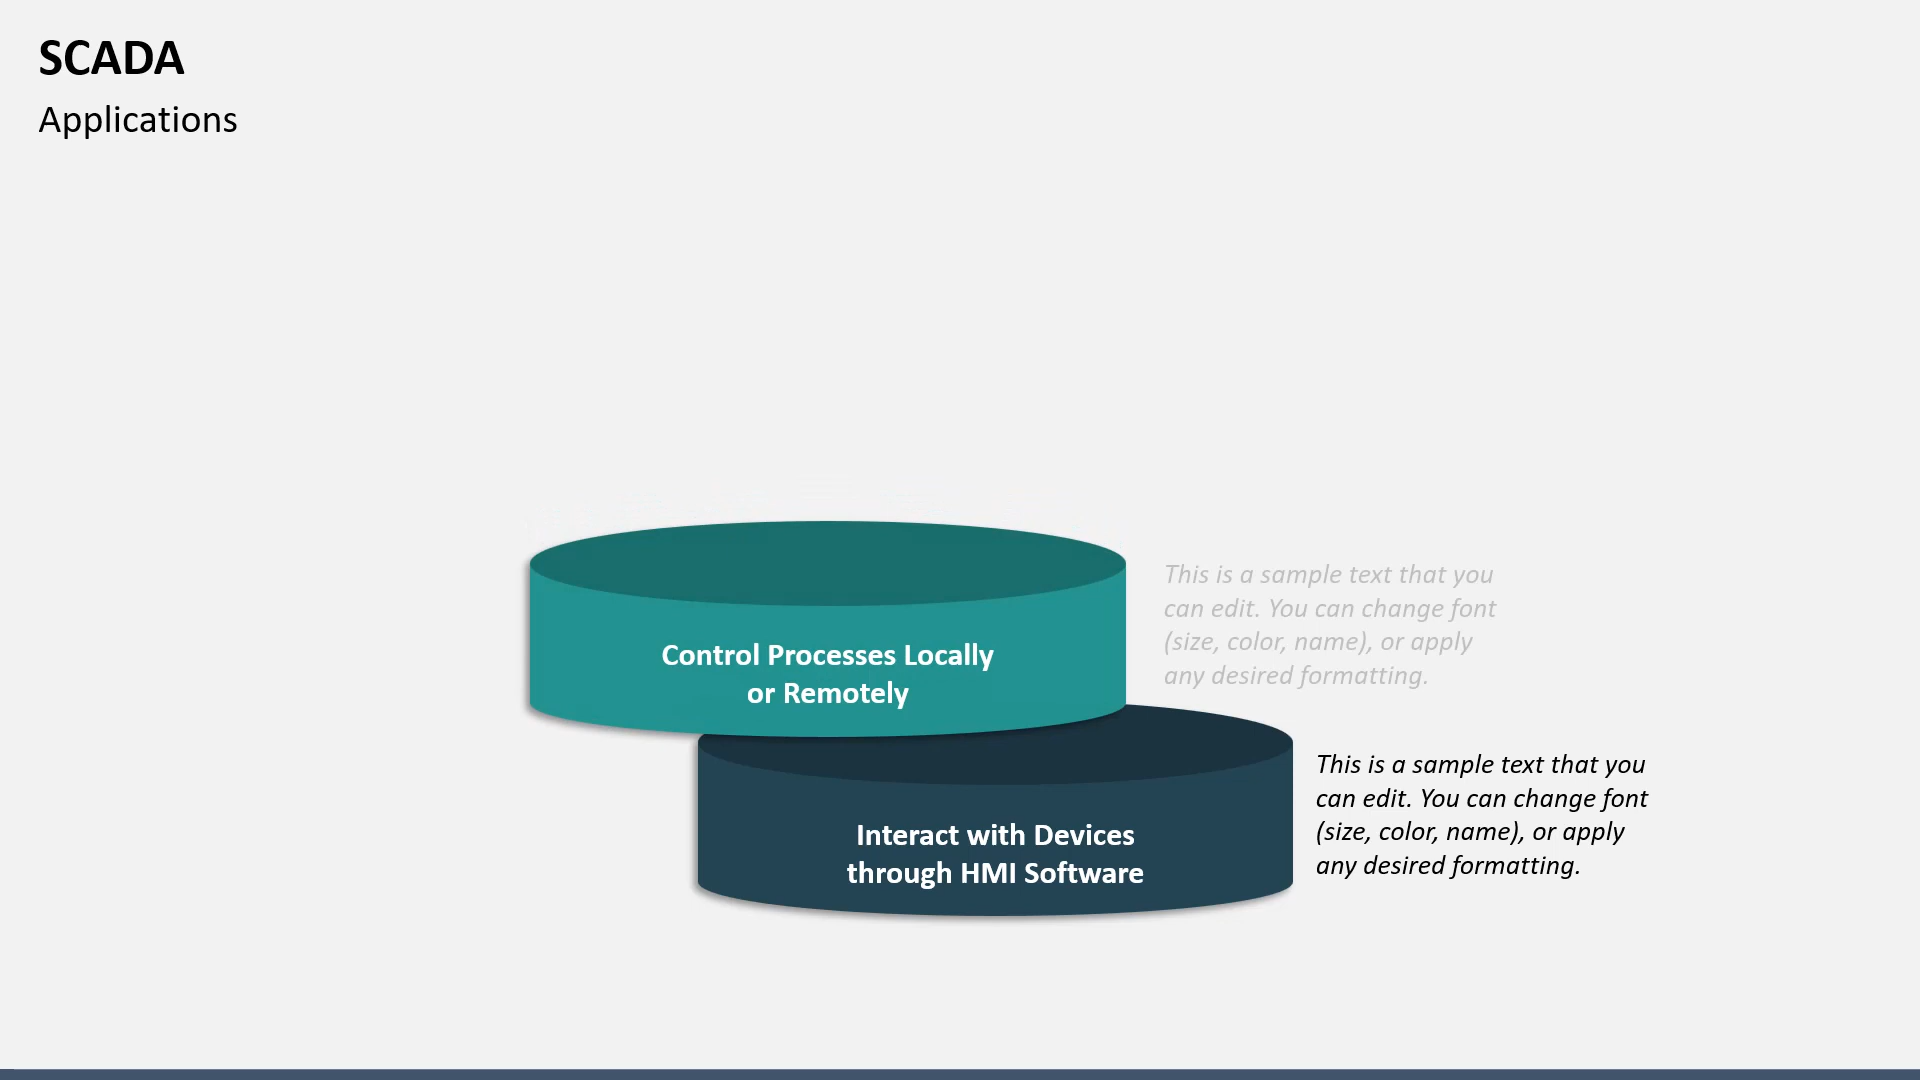 SCADA
Applications
This is a sample text that you
can edit. You can change font
(size, color, name), or apply
any desired formatting.
Control Processes Locally
or Remotely
This is a sample text that you
can edit. You can change font
(size, color, name), or apply
any desired formatting.
Interact with Devices
through HMI Software